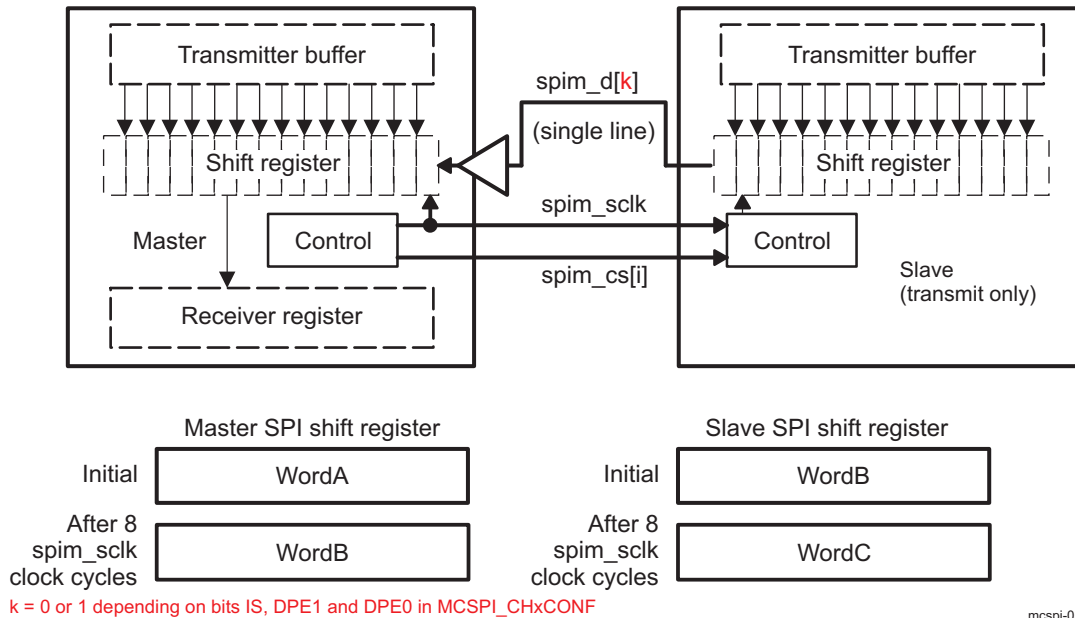 Transmitter buffer
Transmitter buffer
spim_d[k]
(single line)
Shift register
Shift register
spim_sclk
Master
Control
Control
spim_cs[i]
Slave
(transmit only)
Receiver register
Master SPI shift register
Slave SPI shift register
Initial
WordA
Initial
WordB
After 8
spim_sclk
clock cycles
WordB
After 8
spim_sclk
clock cycles
WordC
k = 0 or 1 depending on bits IS, DPE1 and DPE0 in MCSPI_CHxCONF